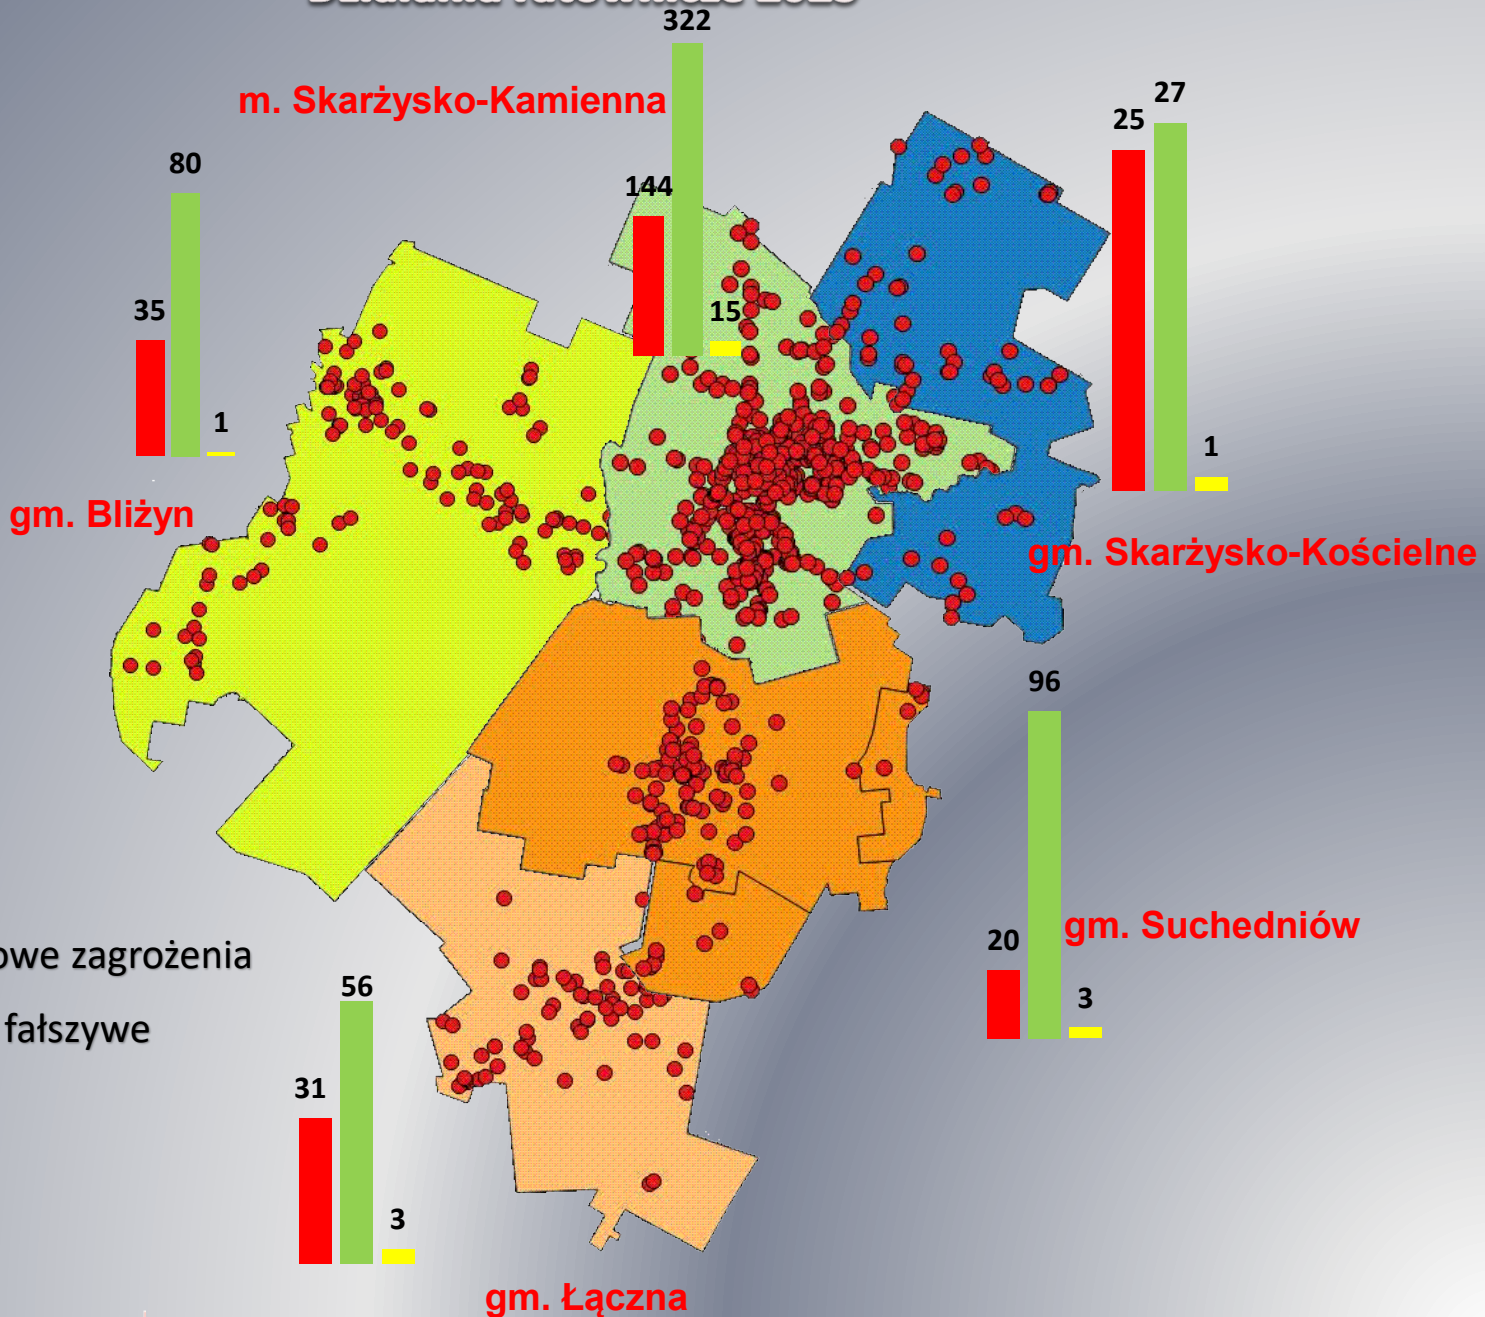 322
m. Skarżysko-Kamienna
27
25
80
144
35
15
1
1
gm. Bliżyn
gm. Skarżysko-Kościelne
96
20
gm. Suchedniów
zagrożenia
56
3
fałszywe
31
3
gm. Łączna